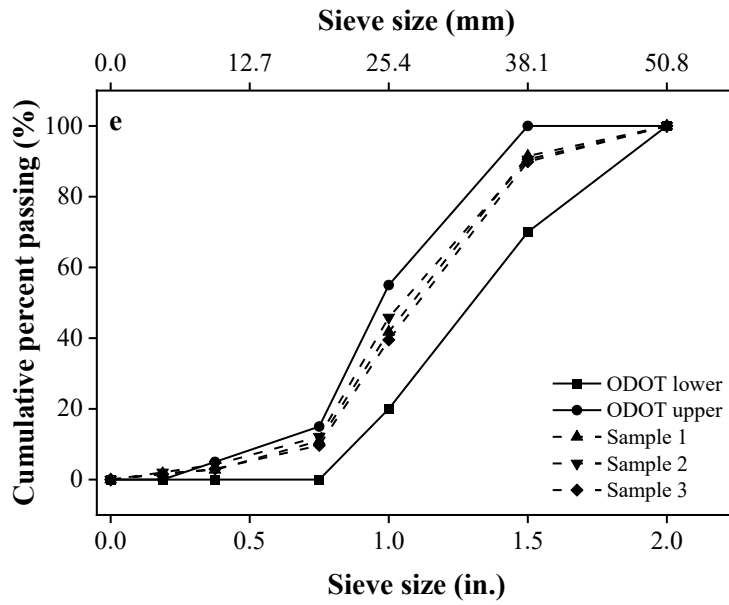 Sieve size (mm)
0.0 12.7 25.4 38.1 50.8
e
Cumulative percent passing (%)
100
80
60
40
20
0
ODOT lower
ODOT upper
Sample 1
Sample 2
Sample 3
0.0 0.5 1.0 1.5 2.0
Sieve size (in.)